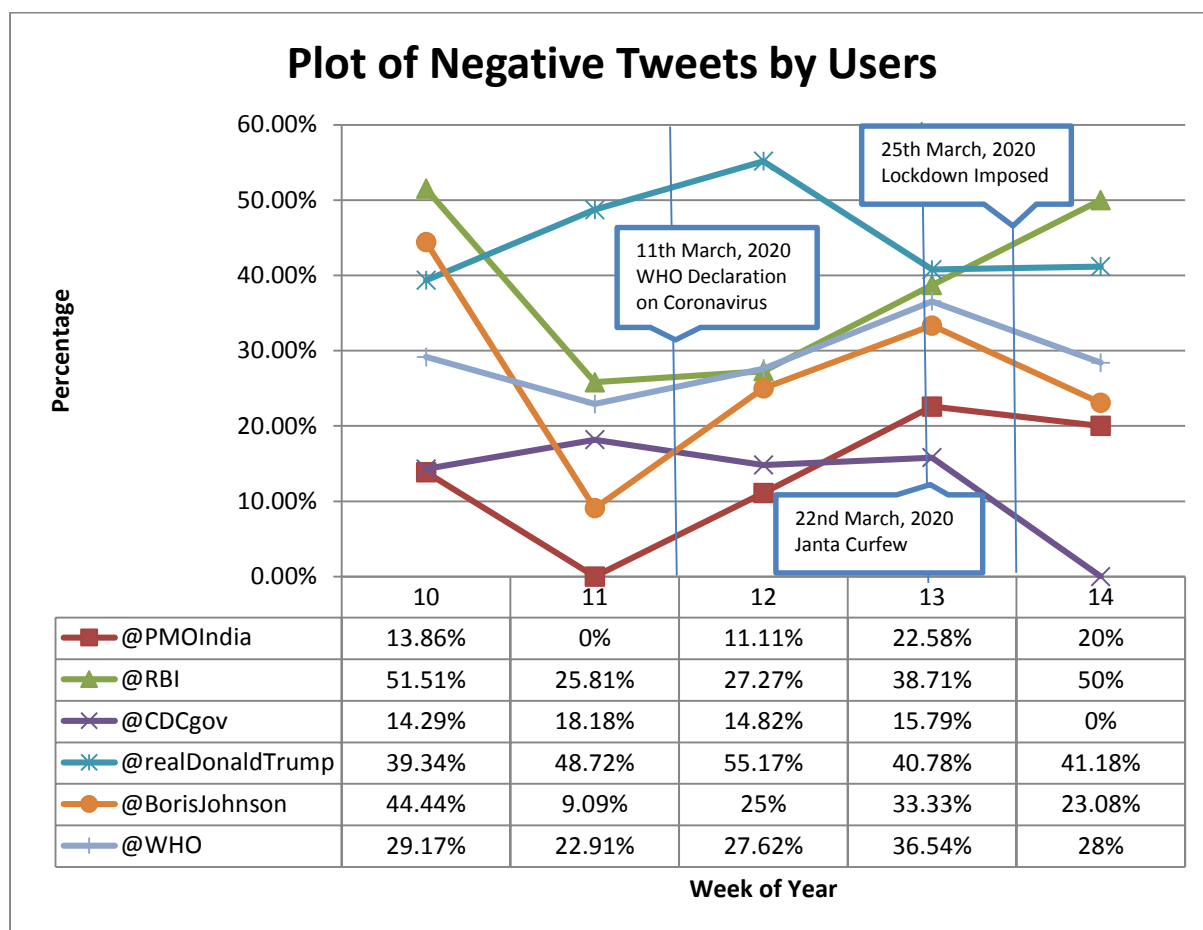 Plot of Negative Tweets by Users
60.00%
50.00%
40.00%
30.00%
20.00%
10.00%
0.00%
Percentage
25th March, 2020
Lockdown Imposed
11th March, 2020
WHO Declaration
on Coronavirus
22nd March, 2020
Janta Curfew
10 11 12 13 14
@PMOIndia 13.86% 0% 11.11% 22.58% 20%
@RBI 51.51% 25.81% 27.27% 38.71% 50%
@CDCgov 14.29% 18.18% 14.82% 15.79% 0%
@realDonaldTrump 39.34% 48.72% 55.17% 40.78% 41.18%
@BorisJohnson 44.44% 9.09% 25% 33.33% 23.08%
@WHO 29.17% 22.91% 27.62% 36.54% 28%
Week of Year